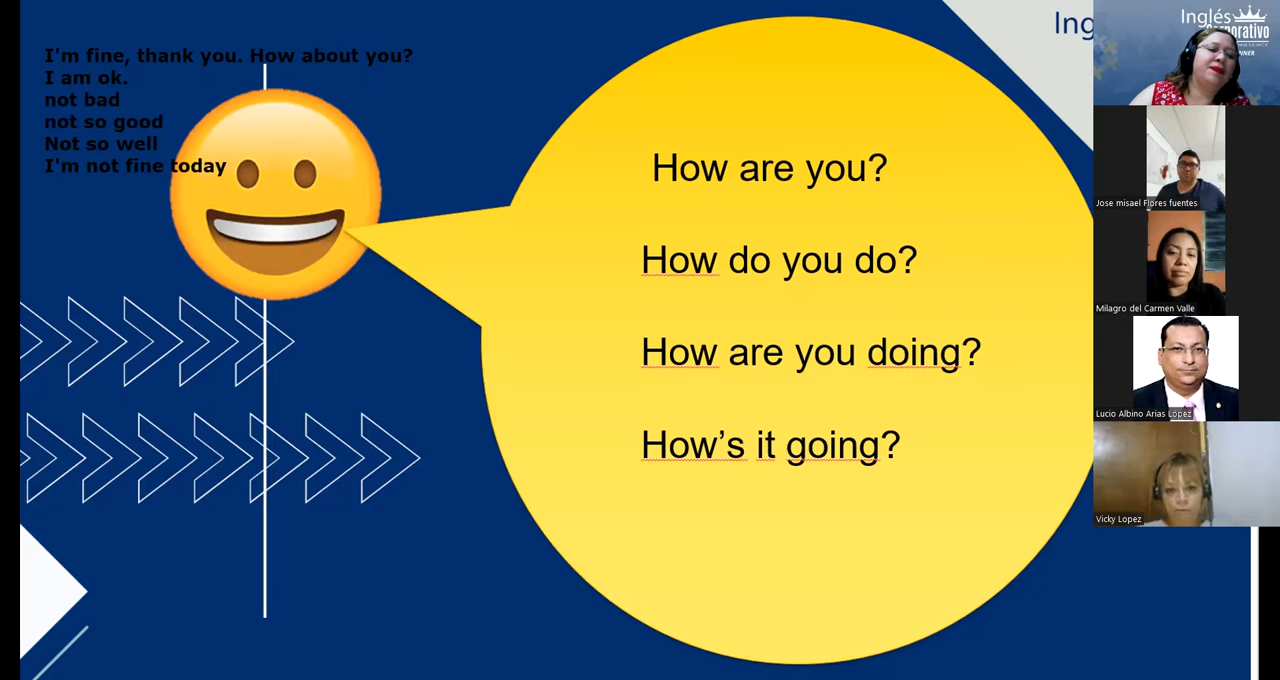 I'm fine, thank you. How about you?
I am ok.
not bad
not so good
Not so well
I'm not fine today
How are you?
How do you do?
How are you doing?
How's it going?
Ing
Inglés
Corporativo
Jose misael Flores fuentes
Milagro del Carmen Valle
Lucio Albino Arias López
Vicky Lopez